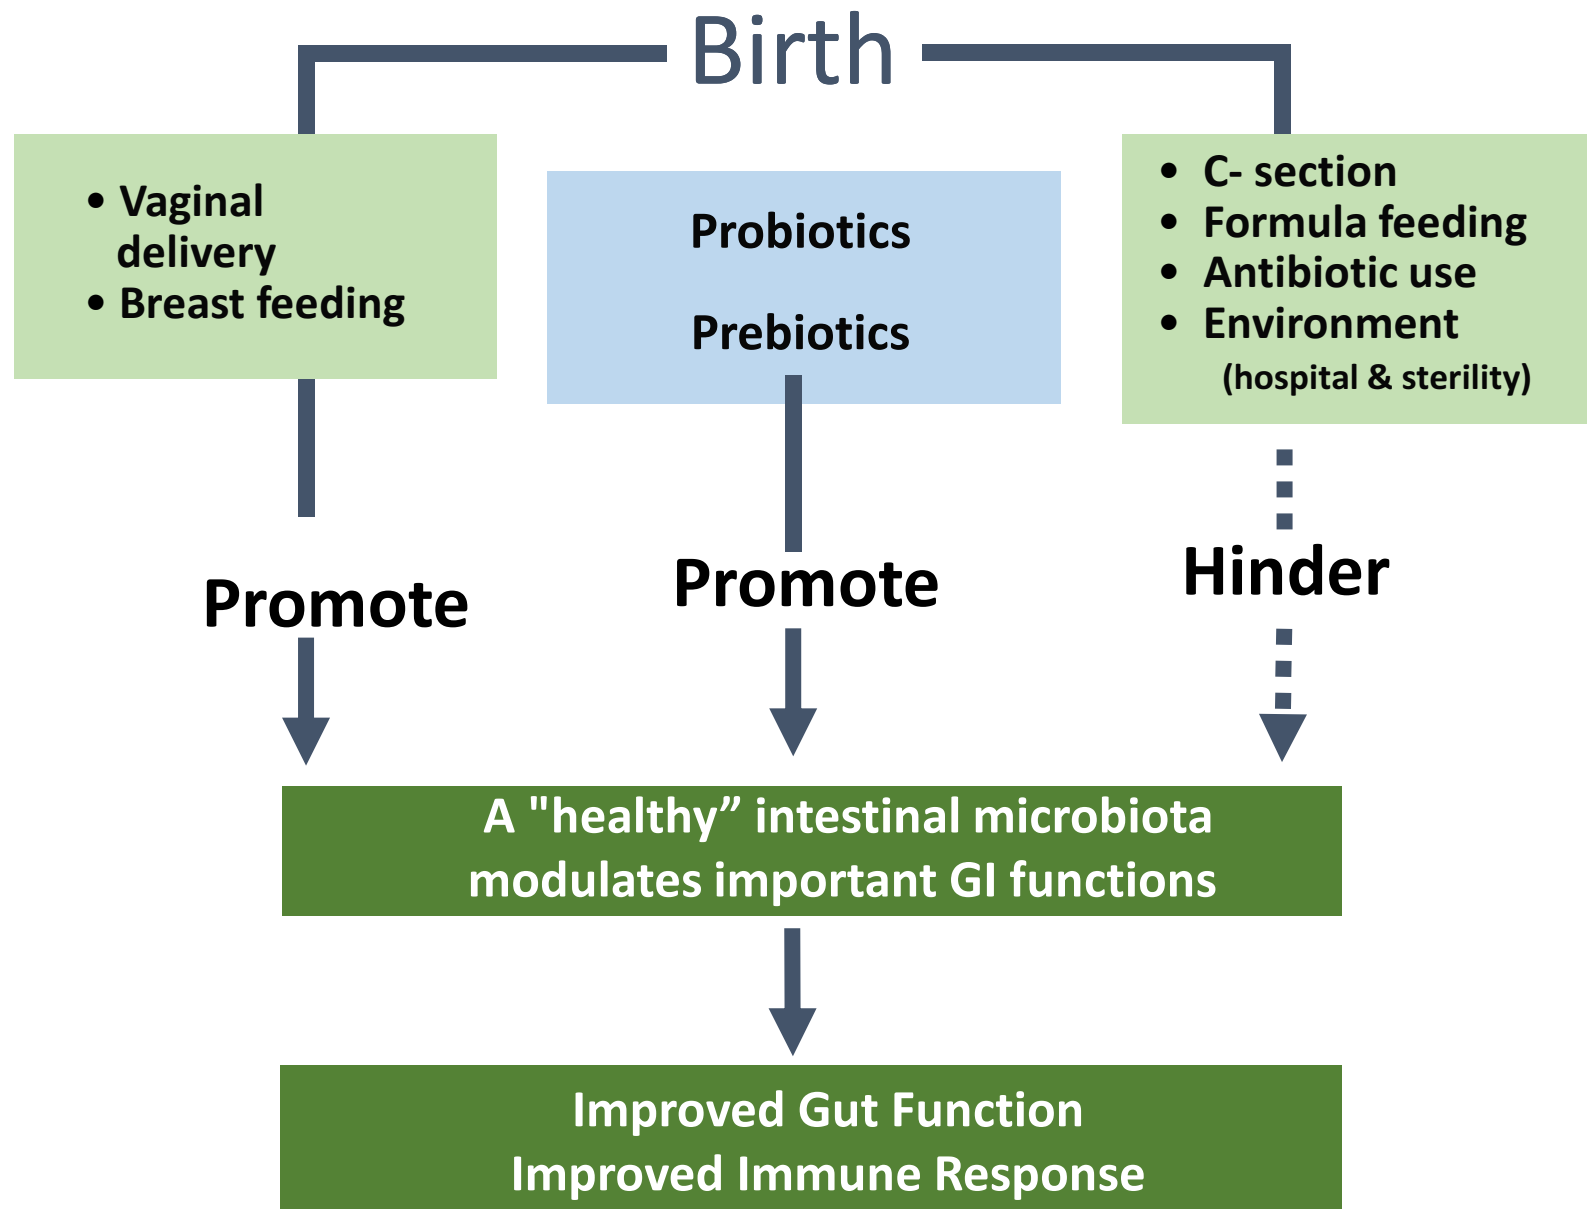 Birth
• Vaginal
delivery
• Breast feeding
Probiotics
Prebiotics
• C- section
• Formula feeding
• Antibiotic use
• Environment
(hospital & sterility)
Promote
Promote
Hinder
A "healthy” intestinal microbiota
modulates important GI functions
Improved Gut Function
Improved Immune Response